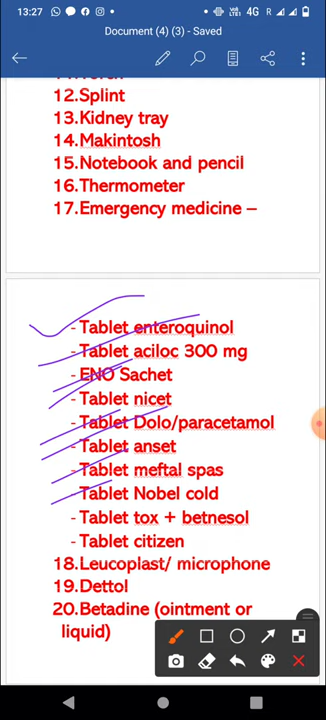 13:27 4G R
Document (4) (3) - Saved
12.Splint
13.Kidney tray
14.Makintosh
15.Notebook and pencil
16.Thermometer
17.Emergency medicine –
- Tablet enteroquinol
- Tablet aciloc 300 mg
- ENO Sachet
- Tablet nicet
- Tablet Dolo/paracetamol
- Tablet anset
- Tablet meftal spas
- Tablet Nobel cold
- Tablet tox + betnesol
- Tablet citizen
18.Leucoplast/ microphone
19.Dettol
20.Betadine (ointment or
liquid)